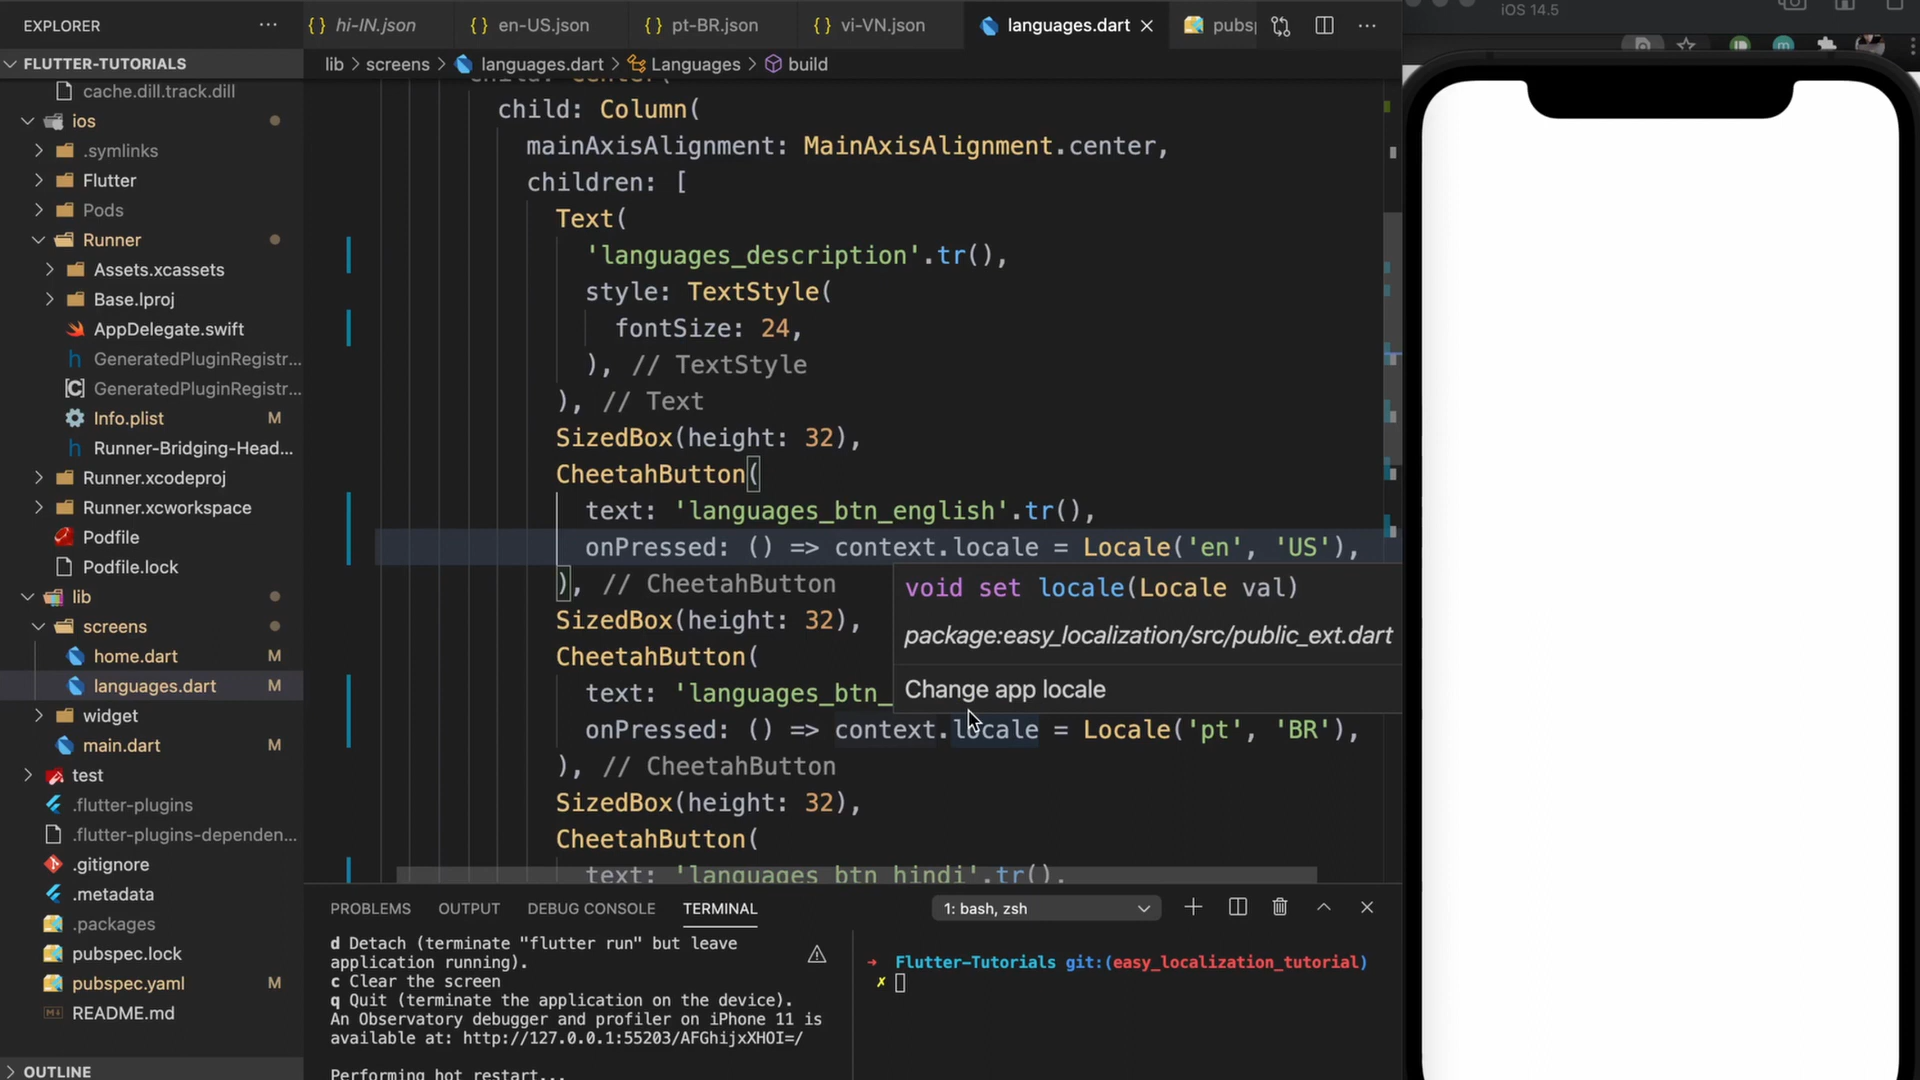 EXPLORER
FLUTTER-TUTORIALS
cache.dill.track.dill
ios
.symlinks
Flutter
Pods
Runner
Assets.xcassets
Base.lproj
AppDelegate.swift
GeneratedPluginRegistr...
GeneratedPluginRegistr...
Info.plist M
Runner-Bridging-Head...
Runner.xcodeproj
Runner.xcworkspace
Podfile
Podfile.lock
lib
screens
home.dart M
languages.dart M
widget
main.dart M
test
.flutter-plugins
.flutter-plugins-dependen...
.gitignore
.metadata
.packages
pubspec.lock
pubspec.yaml M
README.md
OUTLINE
{} hi-IN.json {} en-US.json {} pt-BR.json {} vi-VN.json languages.dart pubsp
lib > screens > languages.dart > Languages > build
child: Center(
child: Column(
mainAxisAlignment: MainAxisAlignment.center,
children: [
Text(
'languages_description'.tr(),
style: TextStyle(
fontSize: 24,
), // TextStyle
), // Text
SizedBox(height: 32),
CheetahButton(
text: 'languages_btn_english'.tr(),
onPressed: () => context.locale = Locale('en', 'US'),
), // CheetahButton
SizedBox(height: 32),
CheetahButton(
text: 'languages_btn_
onPressed: () => context.locale = Locale('pt', 'BR'),
), // CheetahButton
SizedBox(height: 32),
CheetahButton(
text: 'languages_btn_hindi'.tr(),
void set locale(Locale val)
package:easy_localization/src/public_ext.dart
Change app locale
PROBLEMS OUTPUT DEBUG CONSOLE TERMINAL 1: bash, zsh
d Detach (terminate "flutter run" but leave
application running).
c Clear the screen
q Quit (terminate the application on the device).
An Observatory debugger and profiler on iPhone 11 is
available at: http://127.0.0.1:55203/AFGhijxXHOI=/
Performing hot restart...
→ Flutter-Tutorials git:(easy_localization_tutorial)
✗
iOS 14.5